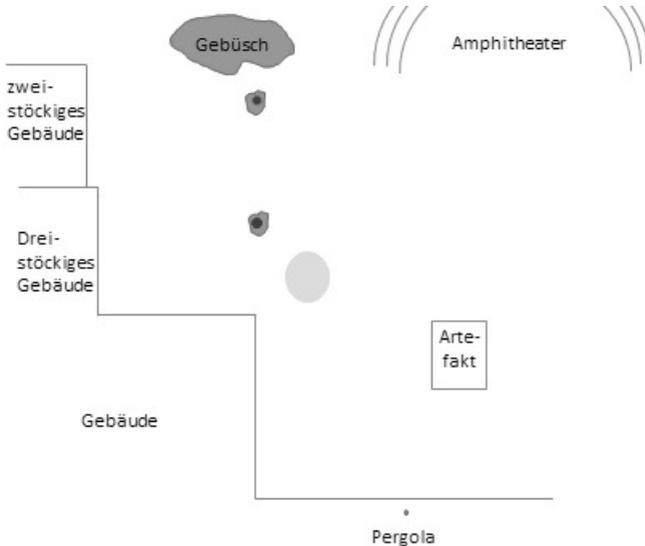 Gebüsch
Amphitheater
zwei-
stöckiges
Gebäude
Drei-
stöckiges
Gebäude
Arte-
fakt
Gebäude
Pergola